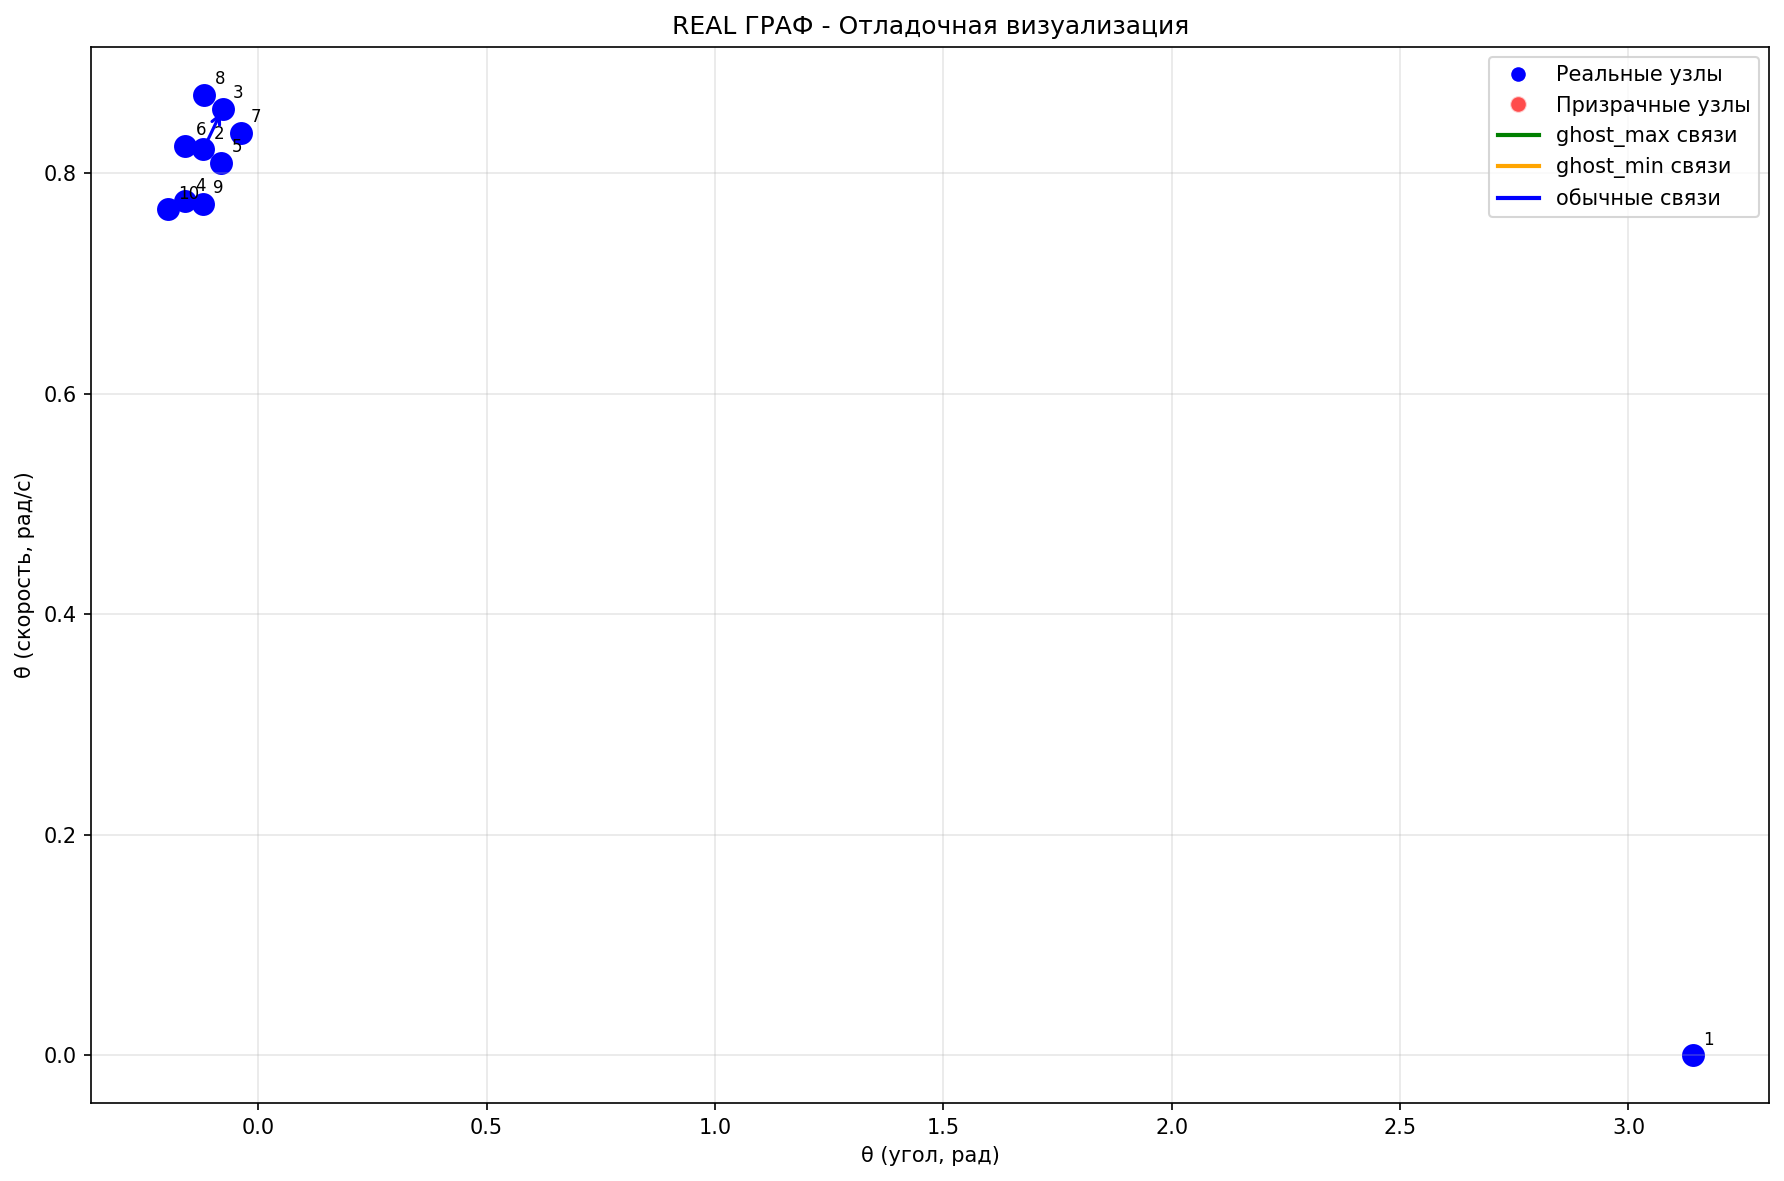 REAL ГРАФ - Отладочная визуализация
Реальные узлы
Призрачные узлы
ghost_max связи
ghost_min связи
обычные связи
8
3
7
6
2
5
10
4
9
1
0.8
0.6
0.4
0.2
0.0
θ (скорость, рад/с)
0.0 0.5 1.0 1.5 2.0 2.5 3.0
θ (угол, рад)